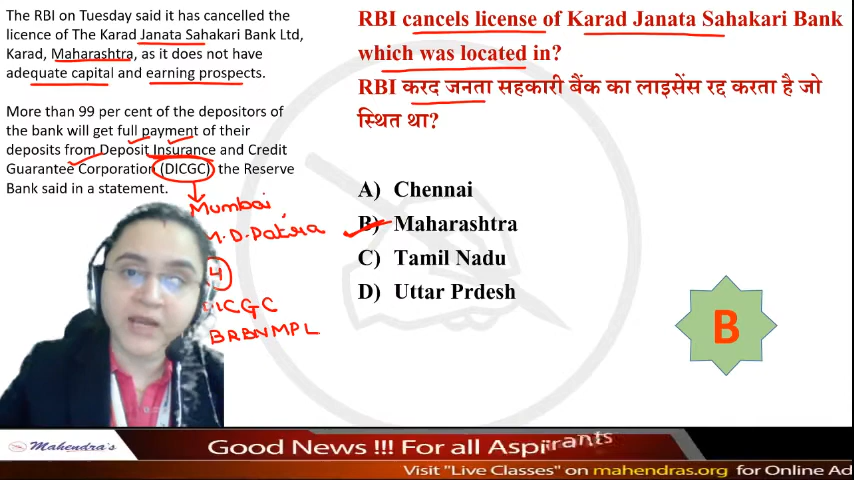 The RBI on Tuesday said it has cancelled the
licence of The Karad Janata Sahakari Bank Ltd,
Karad, Maharashtra, as it does not have
adequate capital and earning prospects.
More than 99 per cent of the depositors of
the bank will get full payment of their
deposits from Deposit Insurance and Credit
Guarantee Corporation (DICGC), the Reserve
Bank said in a statement.
Mumbai
M.D. Patra
4
DICGC
BRBNMPL
RBI cancels license of Karad Janata Sahakari Bank
which was located in?
RBI करद जनता सहकारी बैंक का लाइसेंस रद्द करता है जो
स्थित था?
A) Chennai
B) Maharashtra
C) Tamil Nadu
D) Uttar Prdesh
B
Mahendra's
Good News !!! For all Aspirants
Visit "Live Classes" on mahendras.org for Online Ad